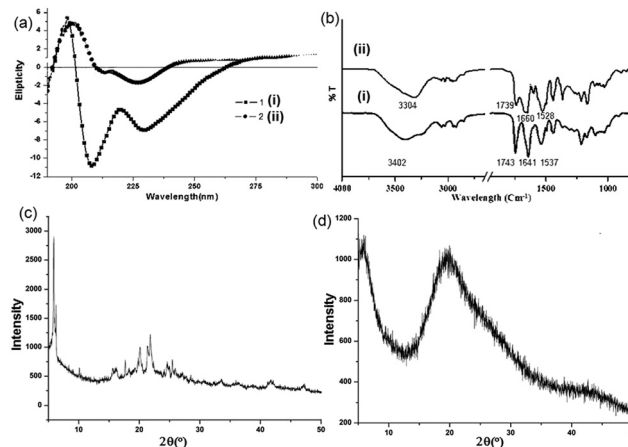 (a)
6
4
2
0
-2
-4
-6
-8
-10
-12
Elipticity
1 (i)
2 (ii)
200 225 250 275 300
Wavelength(nm)
(b)
% T
(ii)
3304
1739
1660
1528
(i)
3402
1743
1641
1537
4000 3500 3000 1500 1000
Wavelength (Cm-1)
(c)
3000
2500
2000
1500
1000
500
0
Intensity
10 20 30 40 50
2θ(°)
(d)
1200
1000
800
600
400
200
Intensity
10 20 30 40
2θ(°)